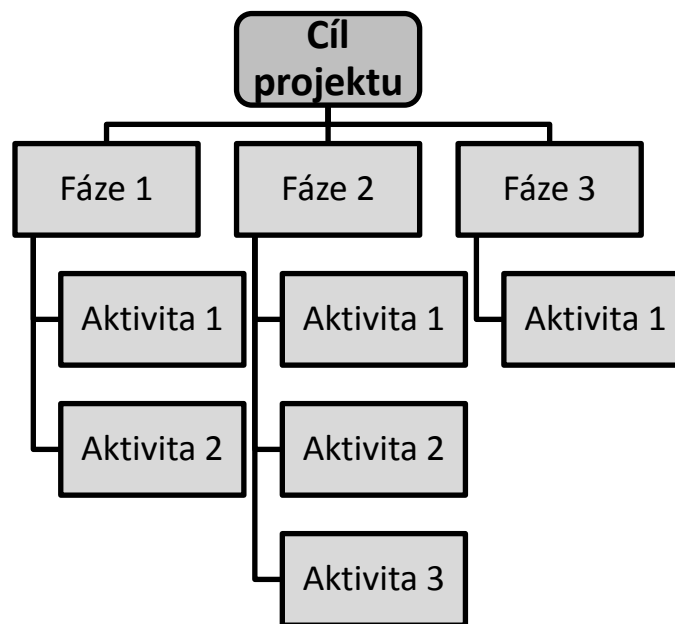 Cíl
projektu
Fáze 1
Fáze 2
Fáze 3
Aktivita 1
Aktivita 1
Aktivita 1
Aktivita 2
Aktivita 2
Aktivita 3